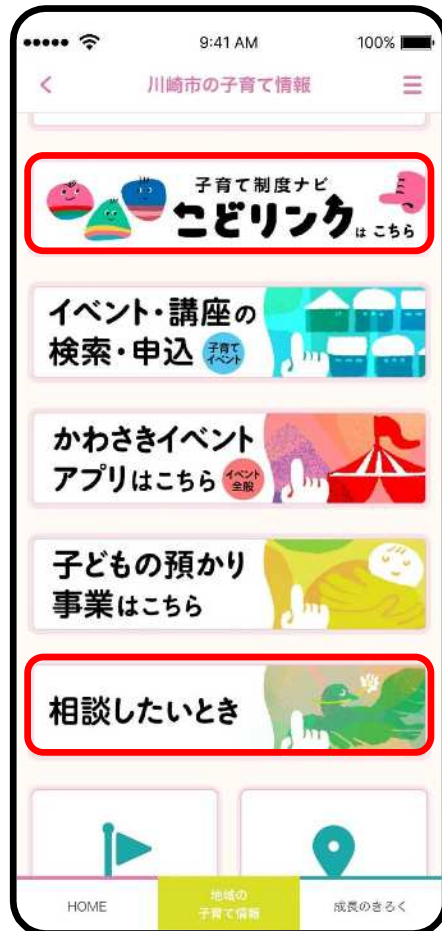 9:41 AM
100%
川崎市の子育て情報
子育て制度ナビ
こどリンクはこちら
イベント・講座の
検索・申込
子育て
イベント
かわさきイベント
アプリはこちら
イベント
全般
子どもの預かり
事業はこちら
相談したいとき
HOME
地域の
子育て情報
成長のきろく